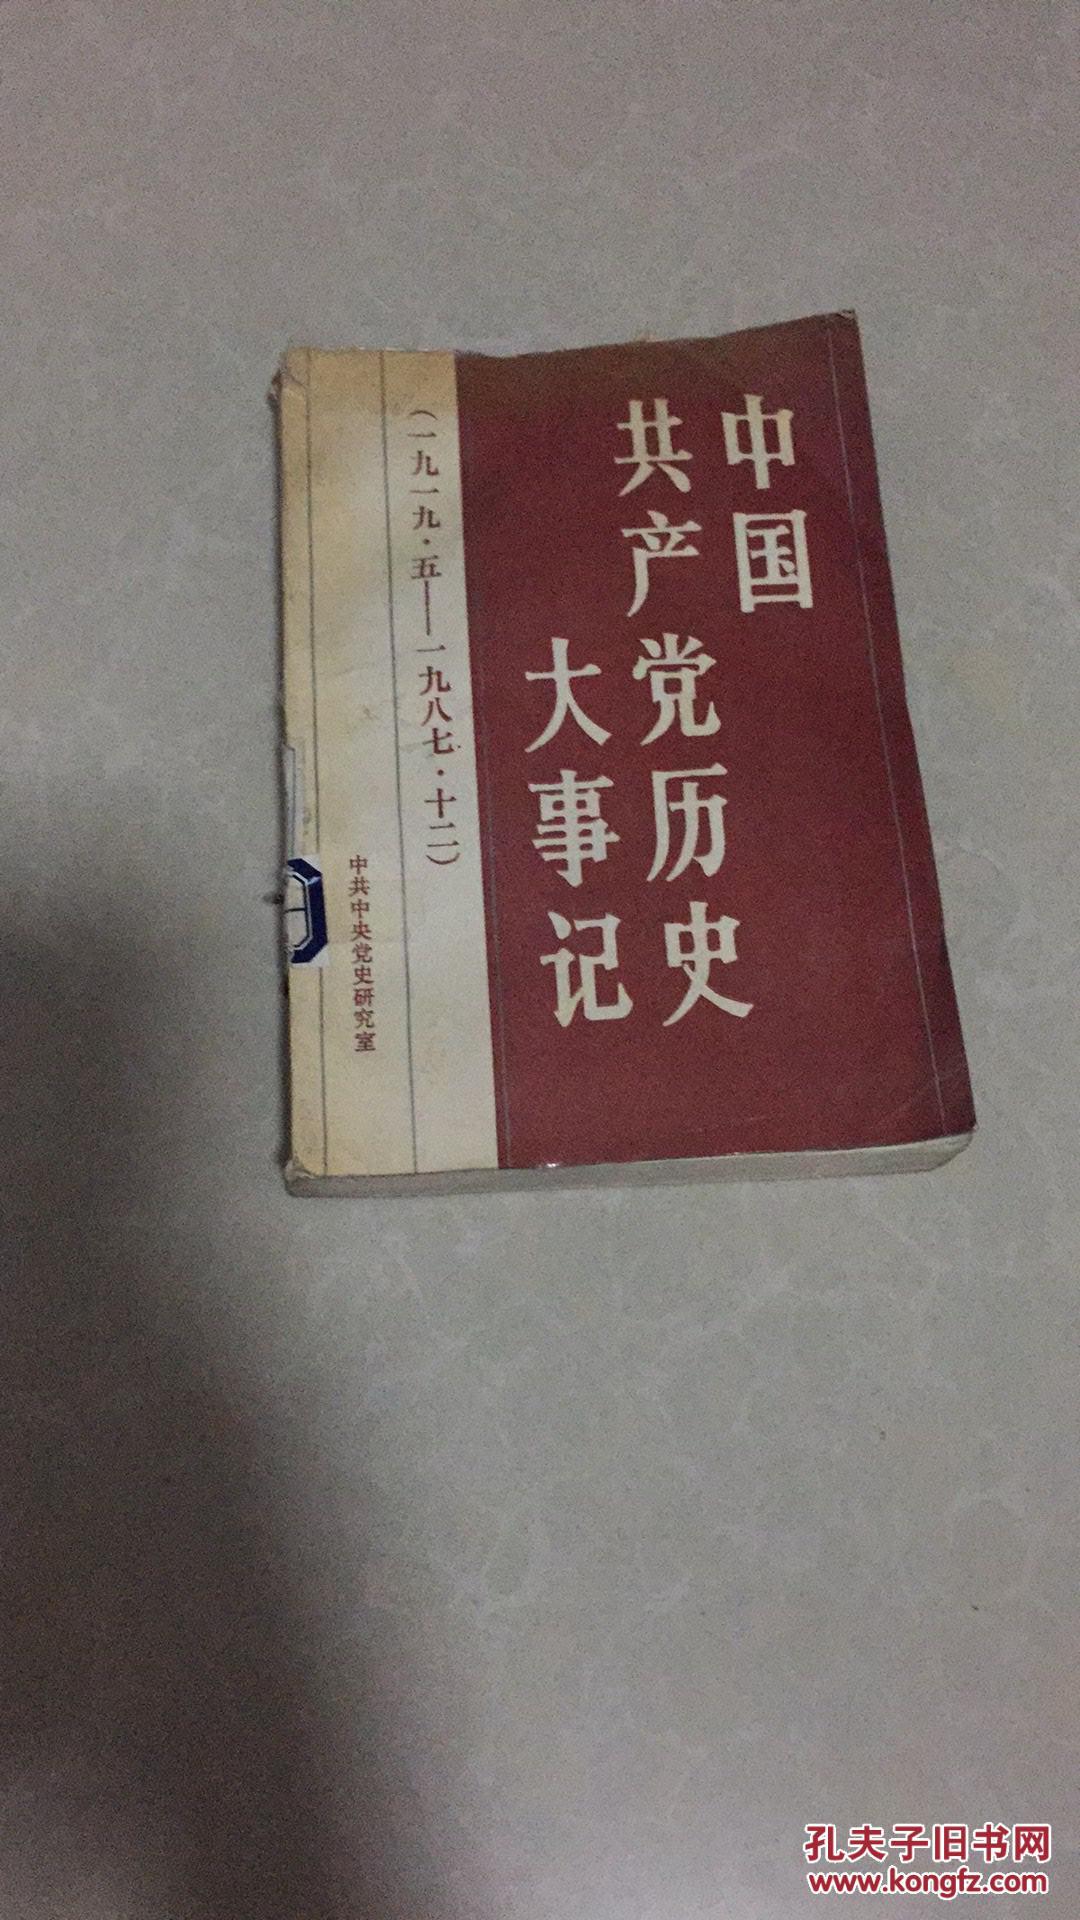 中国
共产党历史
大事记
（一九一九·五——一九八七·十二）
中共中央党史研究室
孔夫子旧书网
www.kongfz.com